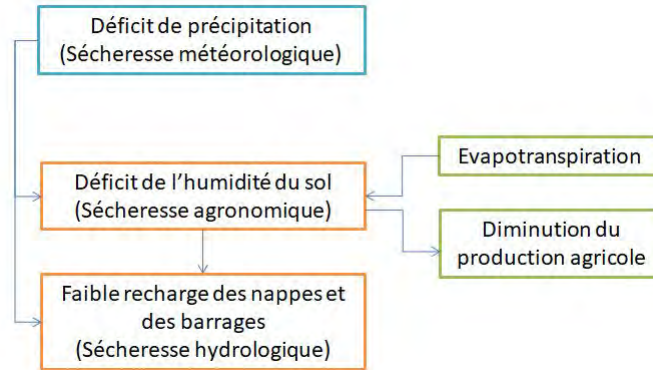 Déficit de précipitation
(Sécheresse météorologique)
Evapotranspiration
Déficit de l'humidité du sol
(Sécheresse agronomique)
Diminution du
production agricole
Faible recharge des nappes et
des barrages
(Sécheresse hydrologique)